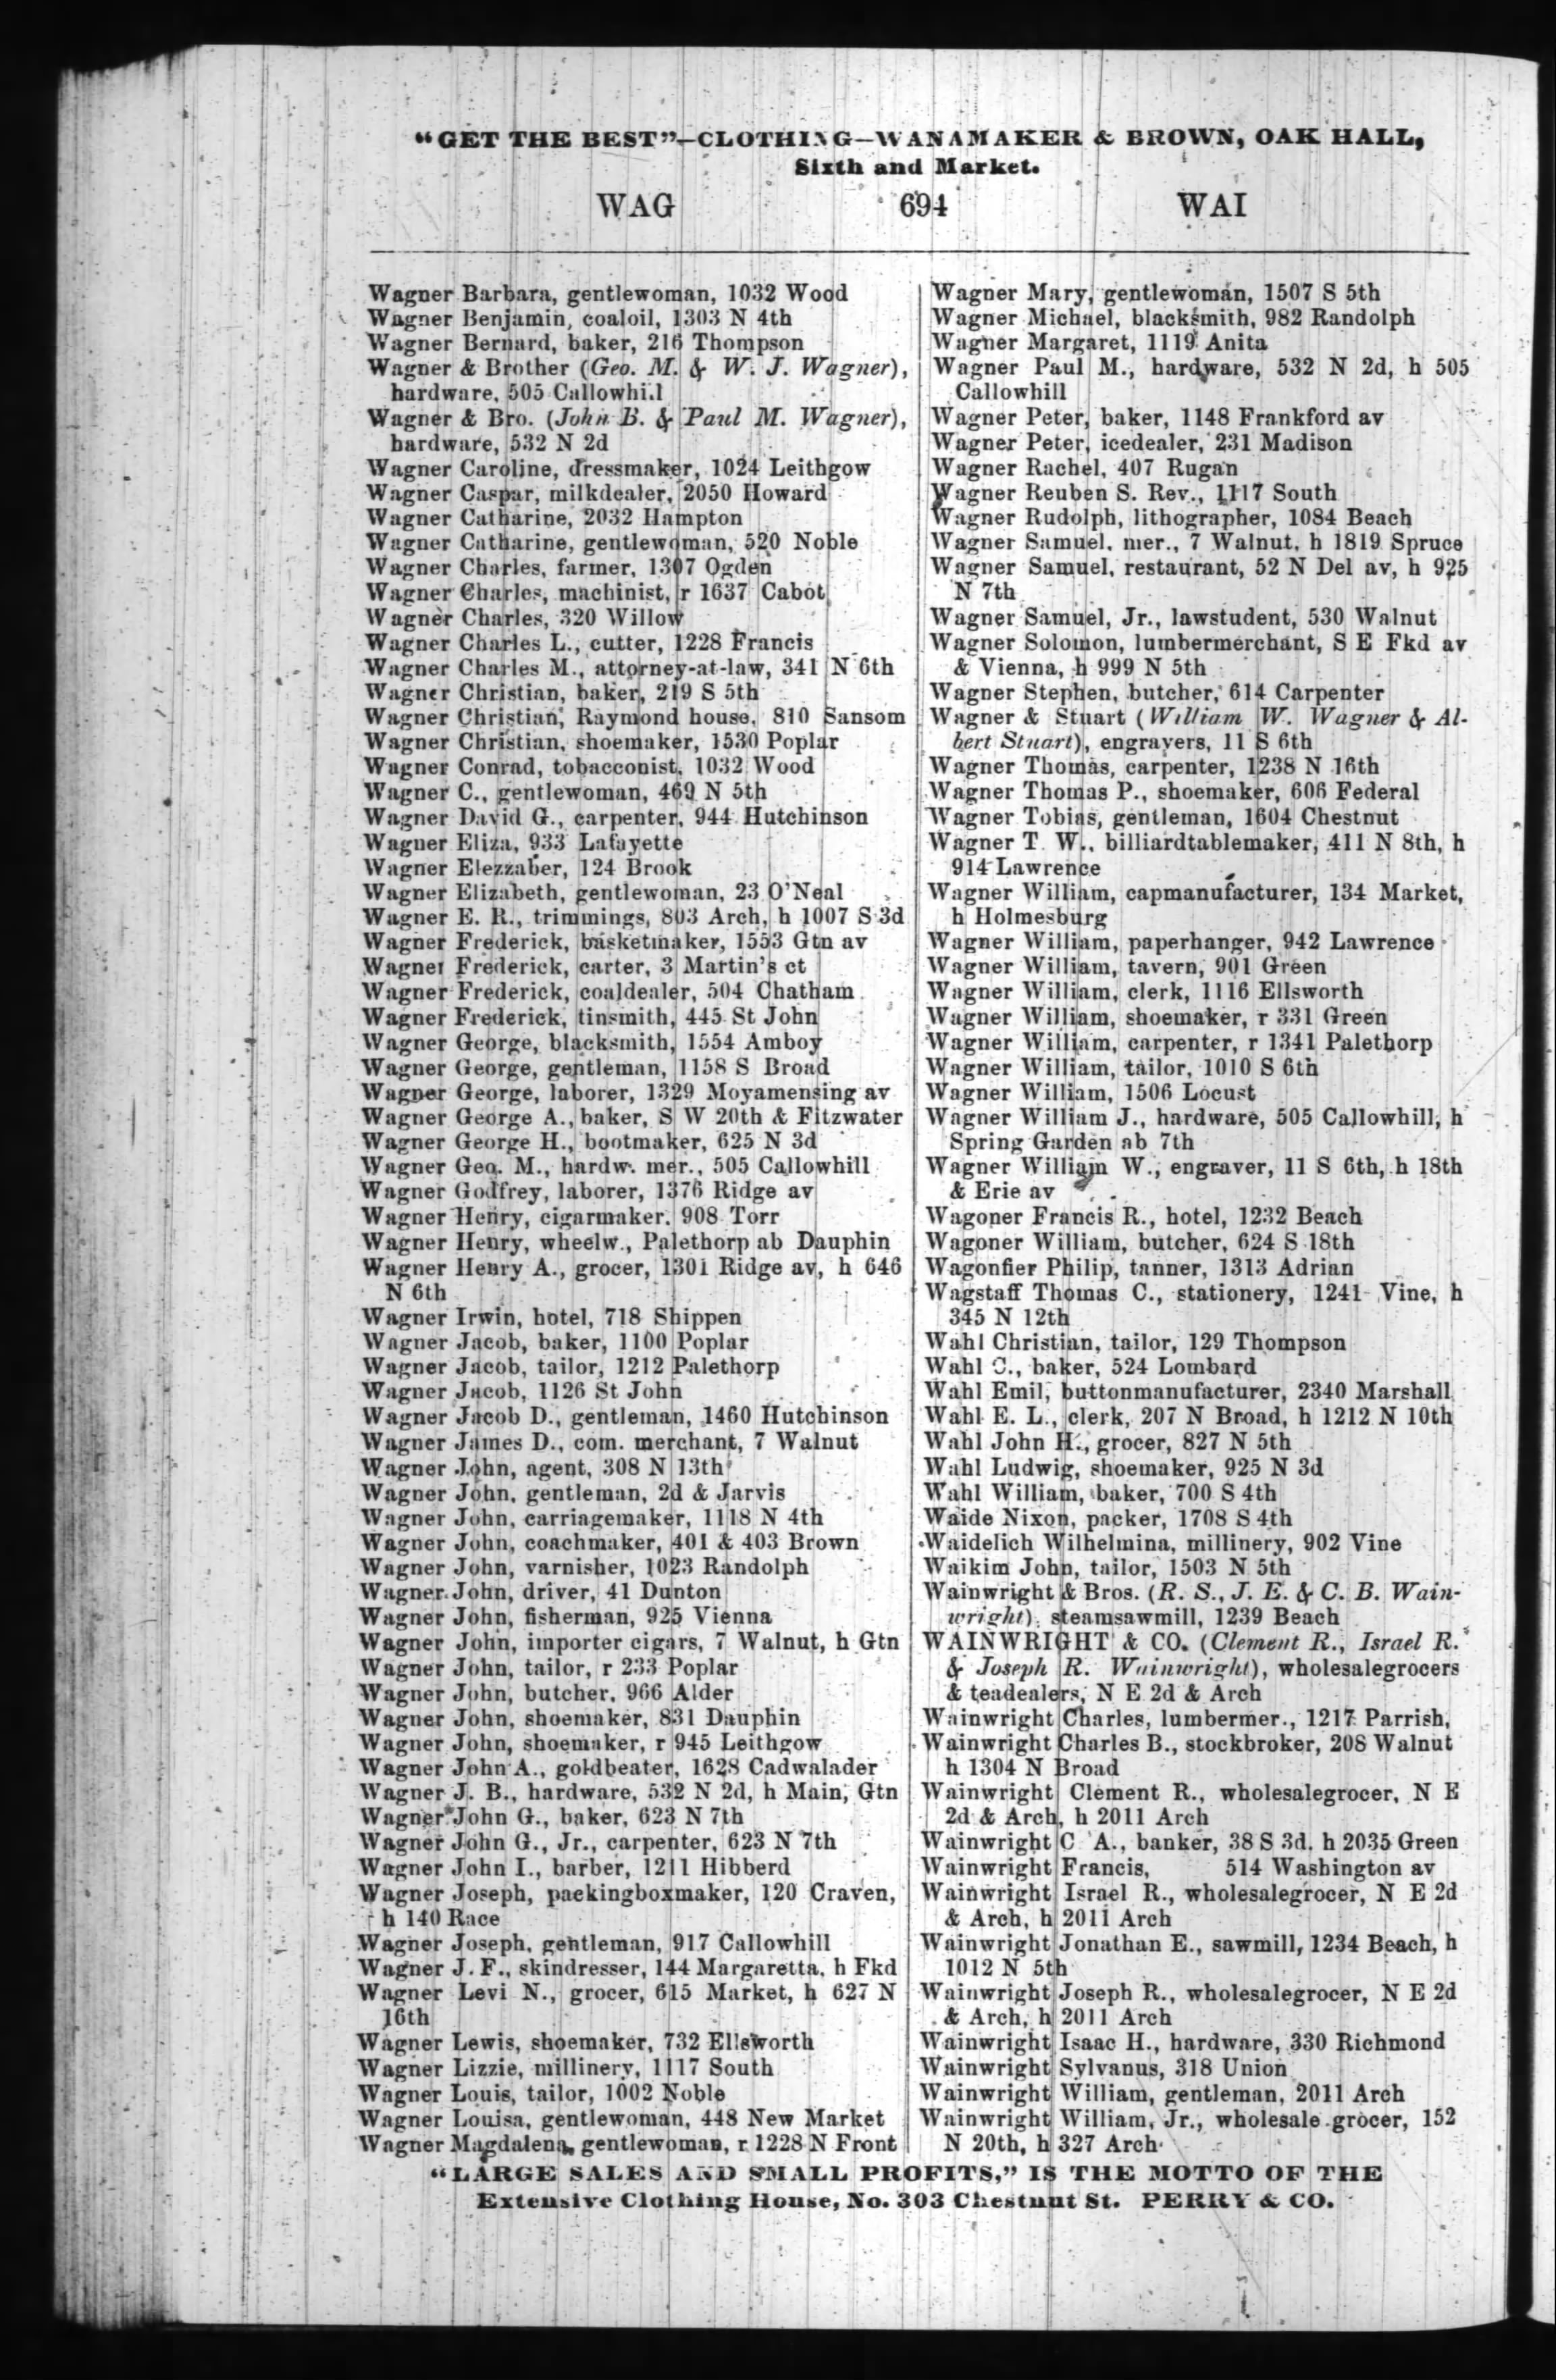 “GET THE BEST”—CLOTHING—WANAMAKER & BROWN, OAK HALL,
Sixth and Market.
WAG 694 WAI
Wagner Barbara, gentlewoman, 1032 Wood
Wagner Benjamin, coaloil, 1303 N 4th
Wagner Bernard, baker, 216 Thompson
Wagner & Brother (Geo. M. & W. J. Wagner),
hardware, 505 Callowhill
Wagner & Bro. (John B. & Paul M. Wagner),
hardware, 532 N 2d
Wagner Caroline, dressmaker, 1024 Leithgow
Wagner Caspar, milkdealer, 2050 Howard
Wagner Catharine, 2032 Hampton
Wagner Catharine, gentlewoman, 520 Noble
Wagner Charles, farmer, 1307 Ogden
Wagner Charles, machinist, r 1637 Cabot
Wagner Charles, 320 Willow
Wagner Charles L., cutter, 1228 Francis
Wagner Charles M., attorney-at-law, 341 N 6th
Wagner Christian, baker, 219 S 5th
Wagner Christian, Raymond house, 810 Sansom
Wagner Christian, shoemaker, 1530 Poplar
Wagner Conrad, tobacconist, 1032 Wood
Wagner C., gentlewoman, 469 N 5th
Wagner David G., carpenter, 944 Hutchinson
Wagner Eliza, 933 Lafayette
Wagner Elezzaber, 124 Brook
Wagner Elizabeth, gentlewoman, 23 O'Neal
Wagner E. R., trimmings, 803 Arch, h 1007 S 3d
Wagner Frederick, basketmaker, 1553 Gtn av
Wagner Frederick, carter, 3 Martin's ct
Wagner Frederick, coaldealer, 504 Chatham
Wagner Frederick, tinsmith, 445 St John
Wagner George, blacksmith, 1554 Amboy
Wagner George, gentleman, 1158 S Broad
Wagner George, laborer, 1329 Moyamensing av
Wagner George A., baker, S W 20th & Fitzwater
Wagner George H., bootmaker, 625 N 3d
Wagner Geo. M., hardw. mer., 505 Callowhill
Wagner Godfrey, laborer, 1376 Ridge av
Wagner Henry, cigarmaker, 908 Torr
Wagner Henry, wheelw., Palethorp ab Dauphin
Wagner Henry A., grocer, 1301 Ridge av, h 646
N 6th
Wagner Irwin, hotel, 718 Shippen
Wagner Jacob, baker, 1100 Poplar
Wagner Jacob, tailor, 1212 Palethorp
Wagner Jacob, 1126 St John
Wagner Jacob D., gentleman, 1460 Hutchinson
Wagner James D., com. merchant, 7 Walnut
Wagner John, agent, 308 N 13th
Wagner John, gentleman, 2d & Jarvis
Wagner John, carriagemaker, 1118 N 4th
Wagner John, coachmaker, 401 & 403 Brown
Wagner John, varnisher, 1023 Randolph
Wagner John, driver, 41 Dunton
Wagner John, fisherman, 925 Vienna
Wagner John, importer cigars, 7 Walnut, h Gtn
Wagner John, tailor, r 233 Poplar
Wagner John, butcher, 966 Alder
Wagner John, shoemaker, 831 Dauphin
Wagner John, shoemaker, r 945 Leithgow
Wagner John A., goldbeater, 1628 Cadwalader
Wagner J. B., hardware, 532 N 2d, h Main, Gtn
Wagner John G., baker, 623 N 7th
Wagner John G., Jr., carpenter, 623 N 7th
Wagner John I., barber, 1211 Hibberd
Wagner Joseph, packingboxmaker, 120 Craven,
h 140 Race
Wagner Joseph, gentleman, 917 Callowhill
Wagner J. F., skindresser, 144 Margaretta, h Fkd
Wagner Levi N., grocer, 615 Market, h 627 N
16th
Wagner Lewis, shoemaker, 732 Ellsworth
Wagner Lizzie, millinery, 1117 South
Wagner Louis, tailor, 1002 Noble
Wagner Louisa, gentlewoman, 448 New Market
Wagner Magdalena, gentlewoman, r 1228 N Front
Wagner Mary, gentlewoman, 1507 S 5th
Wagner Michael, blacksmith, 982 Randolph
Wagner Margaret, 1119 Anita
Wagner Paul M., hardware, 532 N 2d, h 505
Callowhill
Wagner Peter, baker, 1148 Frankford av
Wagner Peter, icedealer, 231 Madison
Wagner Rachel, 407 Rugan
Wagner Reuben S. Rev., 1117 South
Wagner Rudolph, lithographer, 1084 Beach
Wagner Samuel, mer., 7 Walnut, h 1819 Spruce
Wagner Samuel, restaurant, 52 N Del av, h 925
N 7th
Wagner Samuel, Jr., lawstudent, 530 Walnut
Wagner Solomon, lumbermerchant, S E Fkd av
& Vienna, h 999 N 5th
Wagner Stephen, butcher, 614 Carpenter
Wagner & Stuart (William W. Wagner & Al-
bert Stuart), engravers, 11 S 6th
Wagner Thomas, carpenter, 1238 N 16th
Wagner Thomas P., shoemaker, 606 Federal
Wagner Tobias, gentleman, 1604 Chestnut
Wagner T. W., billiardtablemaker, 411 N 8th, h
914 Lawrence
Wagner William, capmanufacturer, 134 Market,
h Holmesburg
Wagner William, paperhanger, 942 Lawrence
Wagner William, tavern, 901 Green
Wagner William, clerk, 1116 Ellsworth
Wagner William, shoemaker, r 331 Green
Wagner William, carpenter, r 1341 Palethorp
Wagner William, tailor, 1010 S 6th
Wagner William, 1506 Locust
Wagner William J., hardware, 505 Callowhill, h
Spring Garden ab 7th
Wagner William W., engraver, 11 S 6th, h 18th
& Erie av
Wagoner Francis R., hotel, 1232 Beach
Wagoner William, butcher, 624 S 18th
Wagonfier Philip, tanner, 1313 Adrian
Wagstaff Thomas C., stationery, 1241 Vine, h
345 N 12th
Wahl Christian, tailor, 129 Thompson
Wahl C., baker, 524 Lombard
Wahl Emil, buttonmanufacturer, 2340 Marshall
Wahl E. L., clerk, 207 N Broad, h 1212 N 10th
Wahl John H., grocer, 827 N 5th
Wahl Ludwig, shoemaker, 925 N 3d
Wahl William, baker, 700 S 4th
Waide Nixon, packer, 1708 S 4th
Waidelich Wilhelmina, millinery, 902 Vine
Waikim John, tailor, 1503 N 5th
Wainwright & Bros. (R. S., J. E. & C. B. Wain-
wright), steamsawmill, 1239 Beach
WAINWRIGHT & CO. (Clement R., Israel R.
& Joseph R. Wainwright), wholesalegrocers
& teadealers, N E 2d & Arch
Wainwright Charles, lumbermer., 1217 Parrish,
Wainwright Charles B., stockbroker, 208 Walnut
h 1304 N Broad
Wainwright Clement R., wholesalegrocer, N E
2d & Arch, h 2011 Arch
Wainwright C A., banker, 38 S 3d, h 2035 Green
Wainwright Francis, 514 Washington av
Wainwright Israel R., wholesalegrocer, N E 2d
& Arch, h 2011 Arch
Wainwright Jonathan E., sawmill, 1234 Beach, h
1012 N 5th
Wainwright Joseph R., wholesalegrocer, N E 2d
& Arch, h 2011 Arch
Wainwright Isaac H., hardware, 330 Richmond
Wainwright Sylvanus, 318 Union
Wainwright William, gentleman, 2011 Arch
Wainwright William, Jr., wholesale grocer, 152
N 20th, h 327 Arch
“LARGE SALES AND SMALL PROFITS,” IS THE MOTTO OF THE
Extensive Clothing House, No. 303 Chestnut St. PERRY & CO.